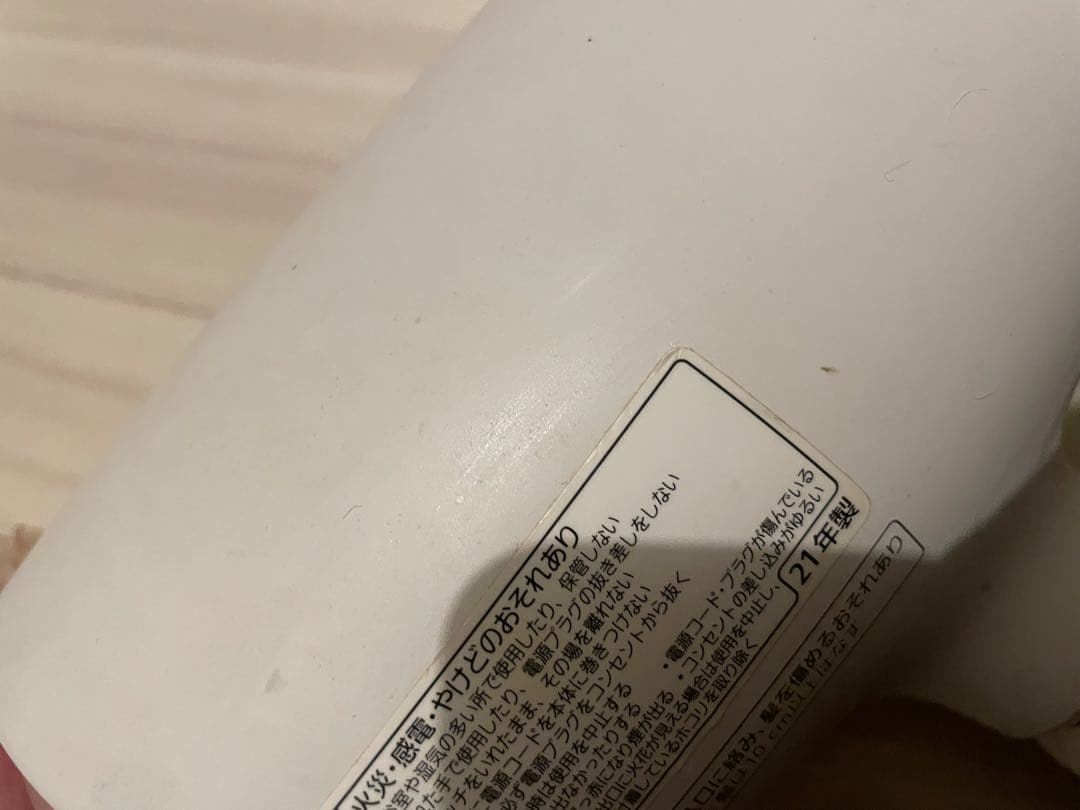 火災・感電・やけどのおそれあり
室や湿気の多い所で使用したり、保管しない
た手で使用したり、電源プラグの抜き差しをしない
ッチをいれたまま、その場を離れない
電源コードを本体に巻きつけない
必ず電源プラグをコンセントから抜く
時は使用を中止する
出なかったりする
っ赤になり煙が出る
出口に火花が見える
・電源コード・プラグが傷んでいる
・コンセントの差し込みがゆるい
場合は使用を中止し、
着しているホコリを取り除く
21年製
口に絡み、髪を傷めるおそれあり